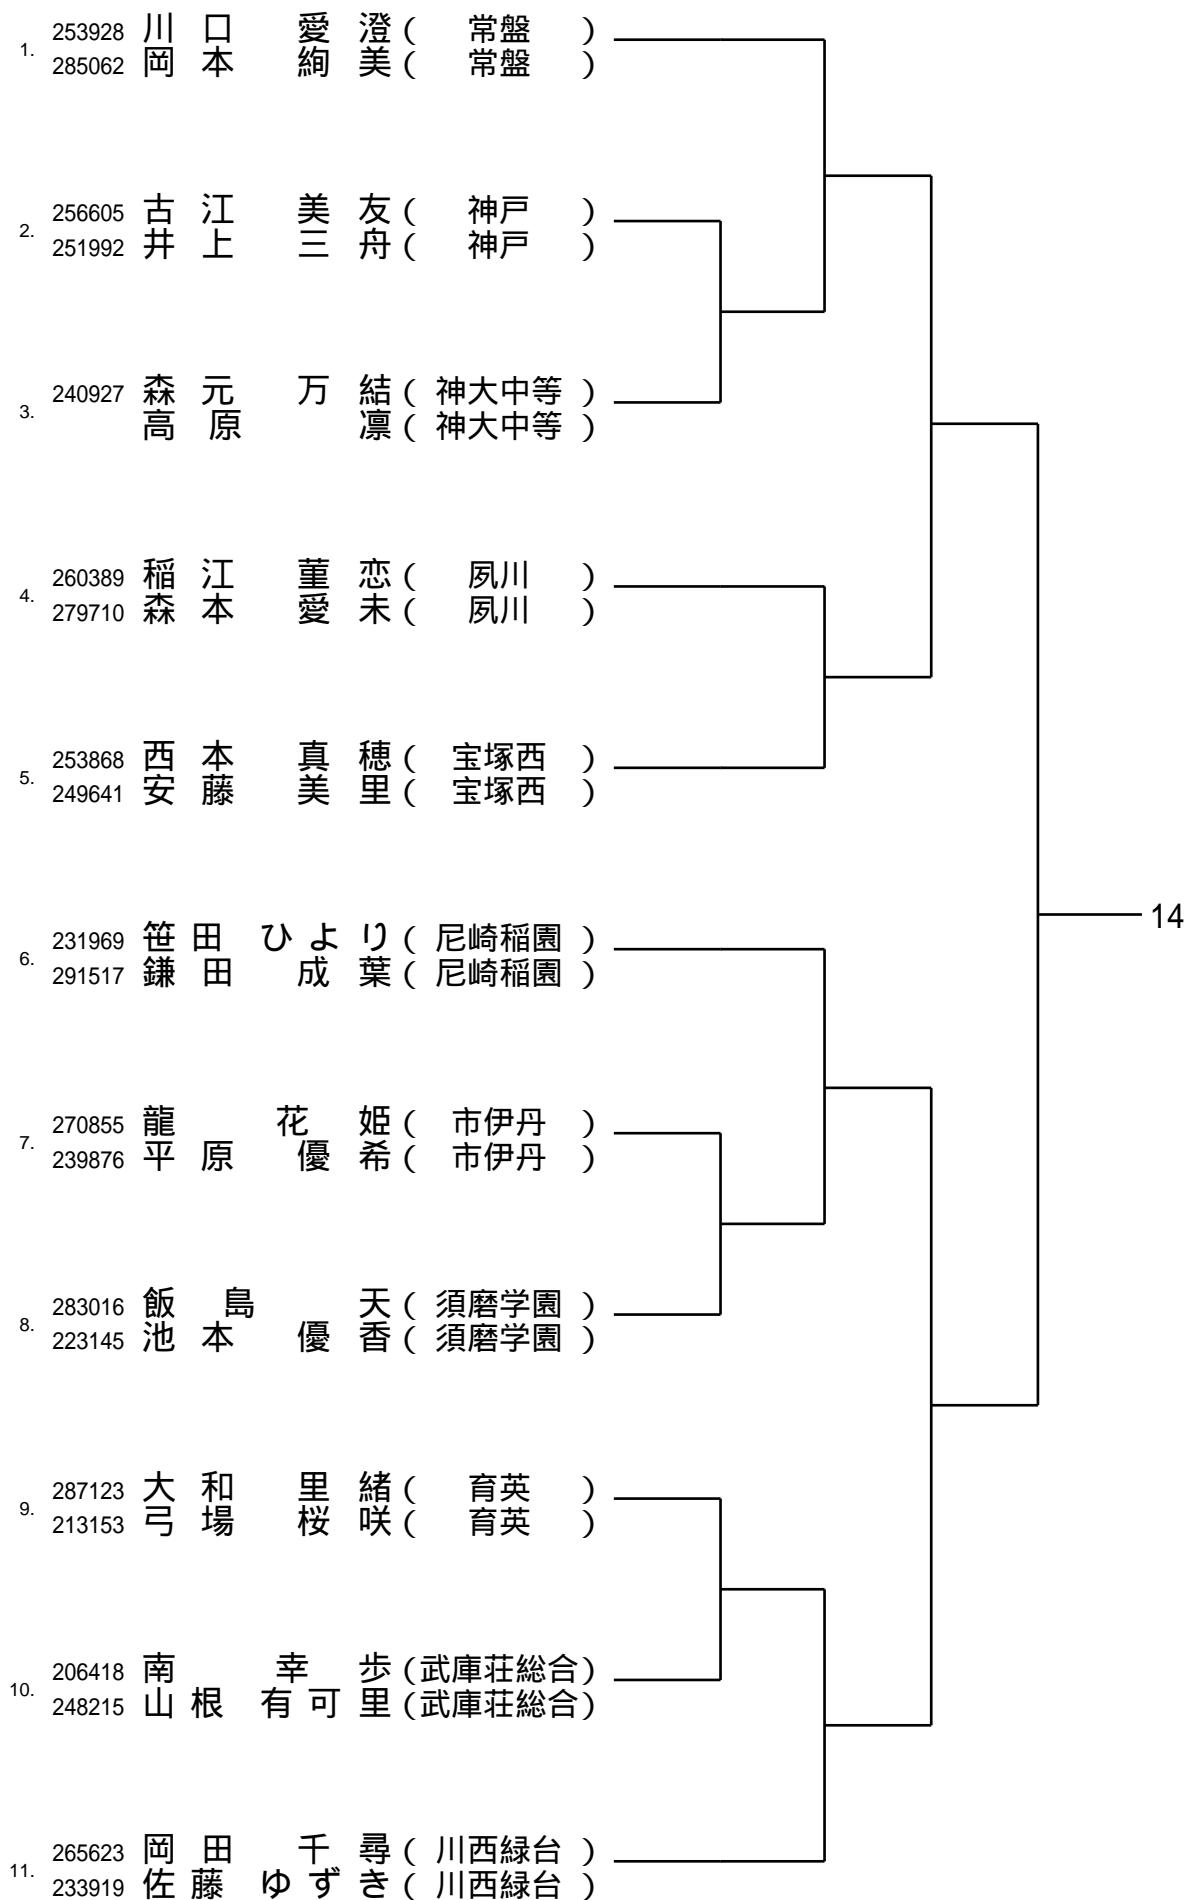 1. 253928 川口 愛澄 ( 常盤 )
285062 岡本 絢美 ( 常盤 )
2. 256605 古江 美友 ( 神戸 )
251992 井上 三舟 ( 神戸 )
3. 240927 森元 万結 ( 神大中等 )
高原 凛 ( 神大中等 )
4. 260389 稲江 菫恋 ( 夙川 )
279710 森本 愛未 ( 夙川 )
5. 253868 西本 真穂 ( 宝塚西 )
249641 安藤 美里 ( 宝塚西 )
14
6. 231969 笹田 ひより ( 尼崎稲園 )
291517 鎌田 成葉 ( 尼崎稲園 )
7. 270855 龍 花姫 ( 市伊丹 )
239876 平原 優希 ( 市伊丹 )
8. 283016 飯島 天 ( 須磨学園 )
223145 池本 優香 ( 須磨学園 )
9. 287123 大和 里緒 ( 育英 )
213153 弓場 桜咲 ( 育英 )
10. 206418 南 幸歩 (武庫荘総合)
248215 山根 有可里 (武庫荘総合)
11. 265623 岡田 千尋 ( 川西緑台 )
233919 佐藤 ゆずき ( 川西緑台 )